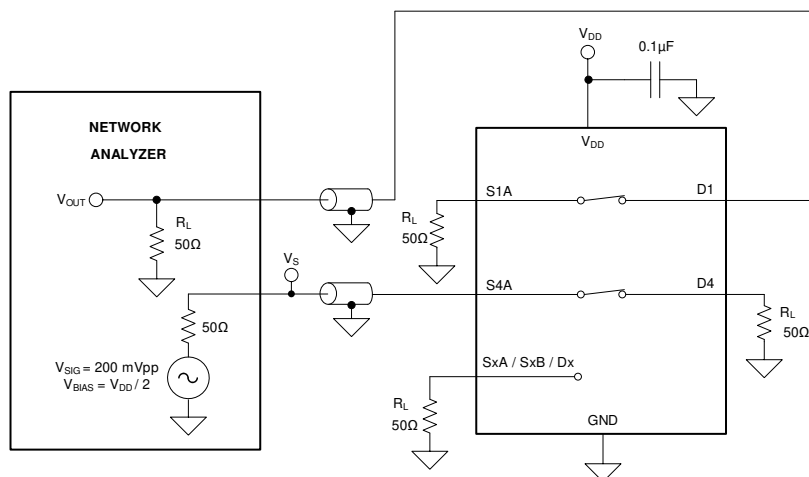 V_DD
0.1µF
NETWORK
ANALYZER
V_DD
V_OUT
S1A
D1
R_L
50Ω
R_L
50Ω
V_S
S4A
D4
50Ω
R_L
50Ω
V_SIG = 200 mVpp
V_BIAS = V_DD / 2
SxA / SxB / Dx
R_L
50Ω
GND